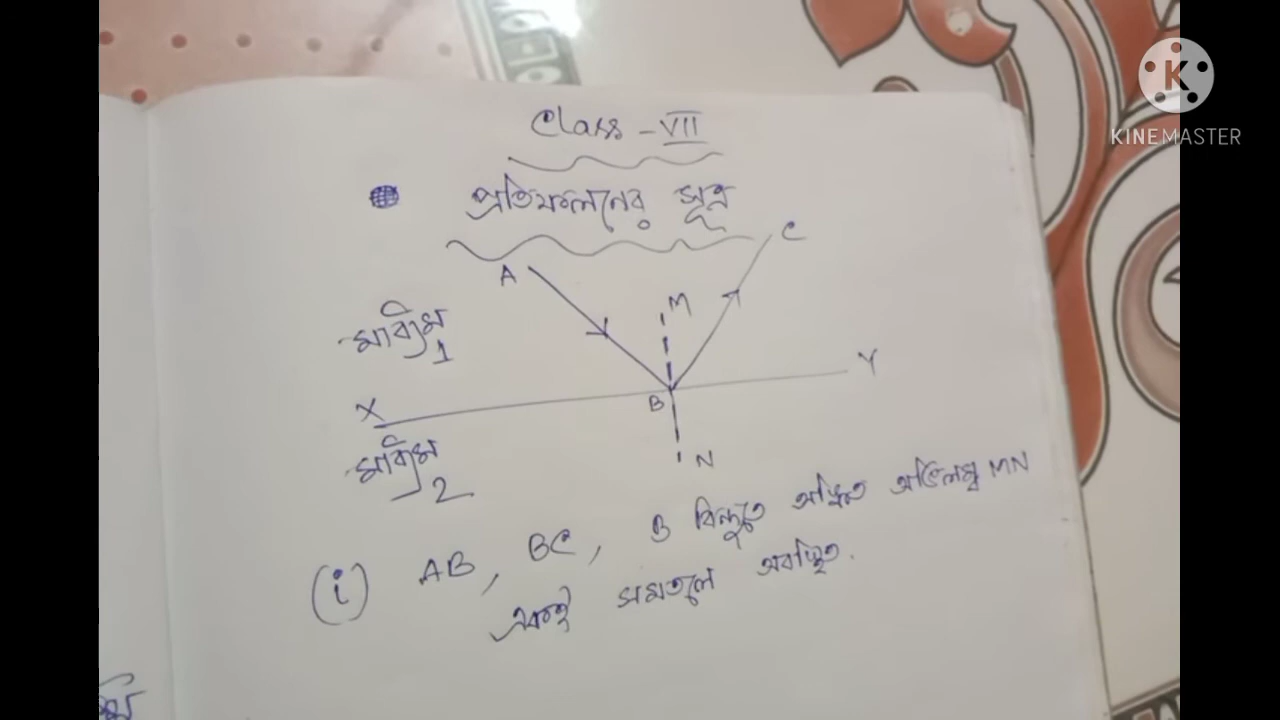 KINEMASTER
Class - VII
প্রতিফলনের সূত্র
A
C
মাধ্যম 1
M
X
B
Y
মাধ্যম 2
N
(i) AB, BC, B বিন্দুতে অঙ্কিত অভিলম্ব MN
একই সমতলে অবস্থিত.